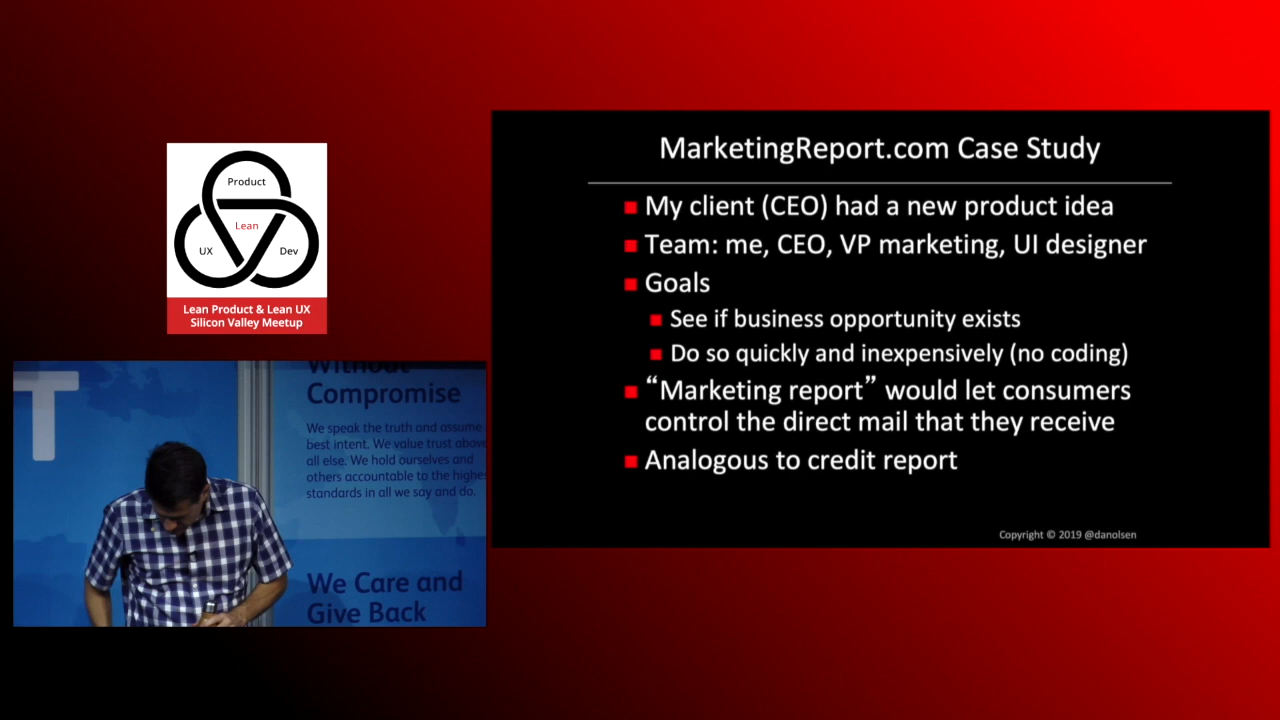 Product
Lean
UX
Dev
Lean Product & Lean UX
Silicon Valley Meetup
T
Without
Compromise
We speak the truth and assume
best intent. We value trust above
all else. We hold ourselves and
others accountable to the highes
standards in all we say and do.
We Care and
Give Back
MarketingReport.com Case Study
My client (CEO) had a new product idea
Team: me, CEO, VP marketing, UI designer
Goals
See if business opportunity exists
Do so quickly and inexpensively (no coding)
“Marketing report” would let consumers
control the direct mail that they receive
Analogous to credit report
Copyright © 2019 @danolsen